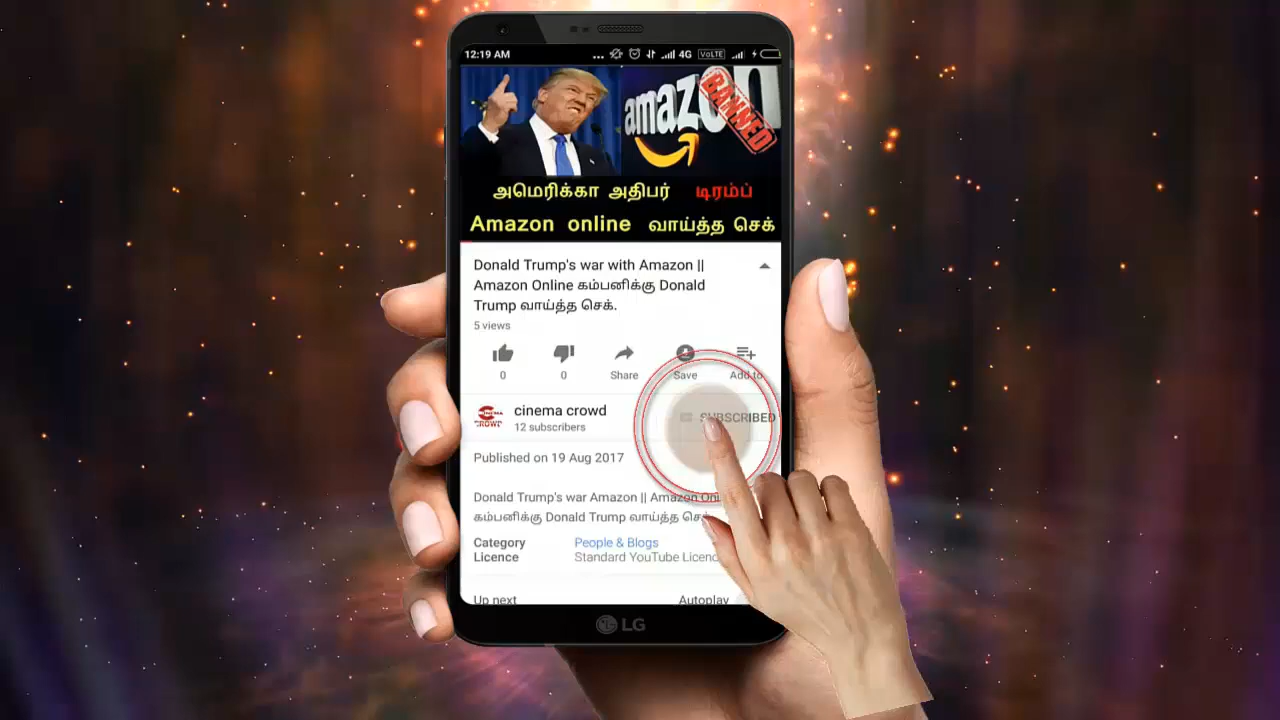 12:19 AM ... 4G VoLTE
amazon
BANNED
அமெரிக்கா அதிபர் டிரம்ப்
Amazon online வாய்த்த செக்
Donald Trump's war with Amazon ||
Amazon Online கம்பனிக்கு Donald
Trump வாய்த்த செக்.
5 views
0 0 Share Save Add to
cinema crowd SUBSCRIBED
12 subscribers
Published on 19 Aug 2017
Donald Trump's war Amazon || Amazon Onl
கம்பனிக்கு Donald Trump வாய்த்த செக்
Category People & Blogs
Licence Standard YouTube Licenc
Up next Autoplay
LG